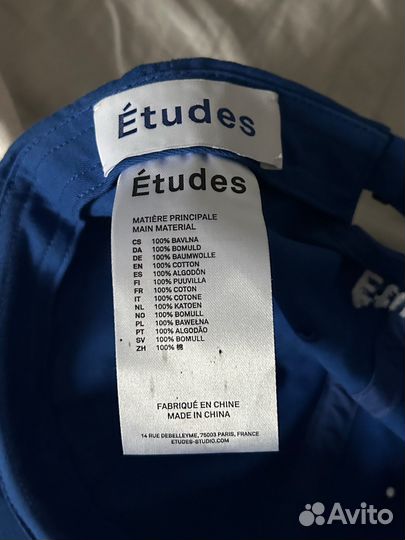 Études
Études
MATIÈRE PRINCIPALE
MAIN MATERIAL
CS 100% BAVLNA
DA 100% BOMULD
DE 100% BAUMWOLLE
EN 100% COTTON
ES 100% ALGODÓN
FI 100% PUUVILLA
FR 100% COTON
IT 100% COTONE
NL 100% KATOEN
NO 100% BOMULL
PL 100% BAWEŁNA
PT 100% ALGODÃO
SV 100% BOMULL
ZH 100% 棉
FABRIQUÉ EN CHINE
MADE IN CHINA
14 RUE DEBELLEYME, 75003 PARIS, FRANCE
ETUDES-STUDIO.COM
Avito